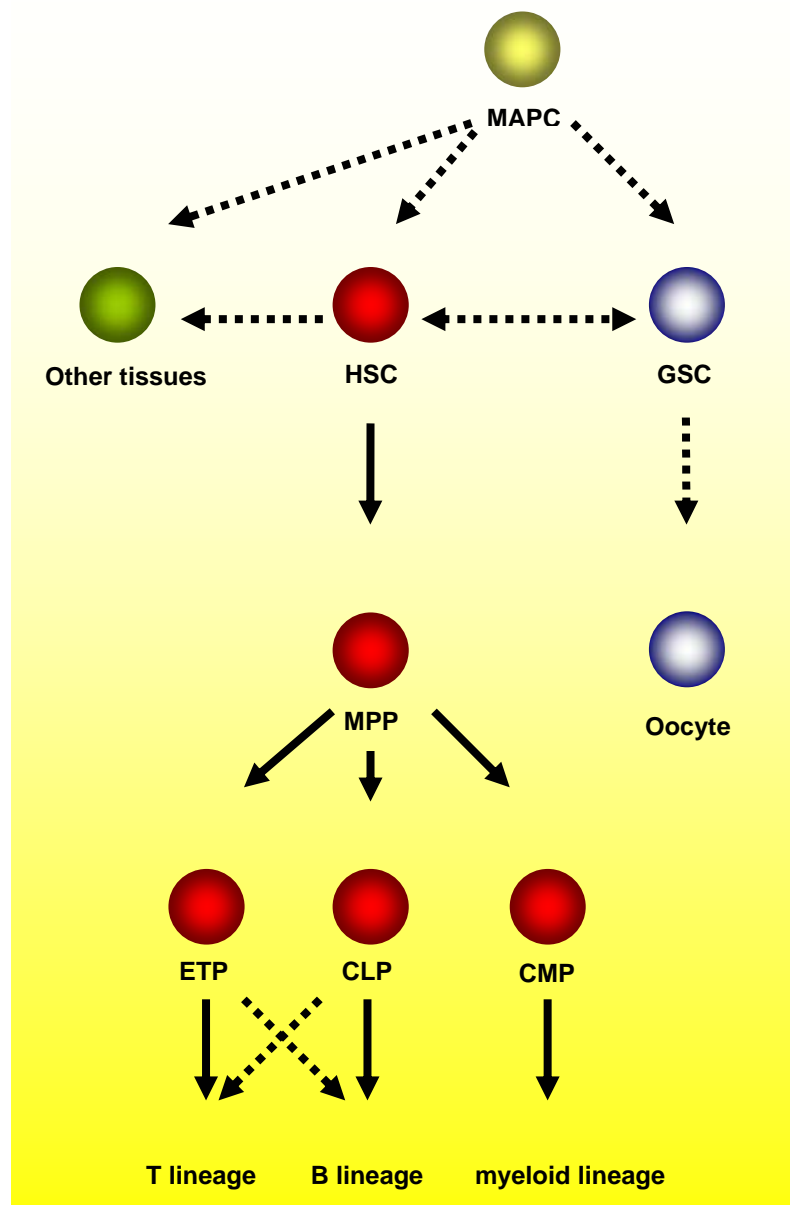 MAPC
Other tissues
HSC
GSC
MPP
Oocyte
ETP
CLP
CMP
T lineage
B lineage
myeloid lineage